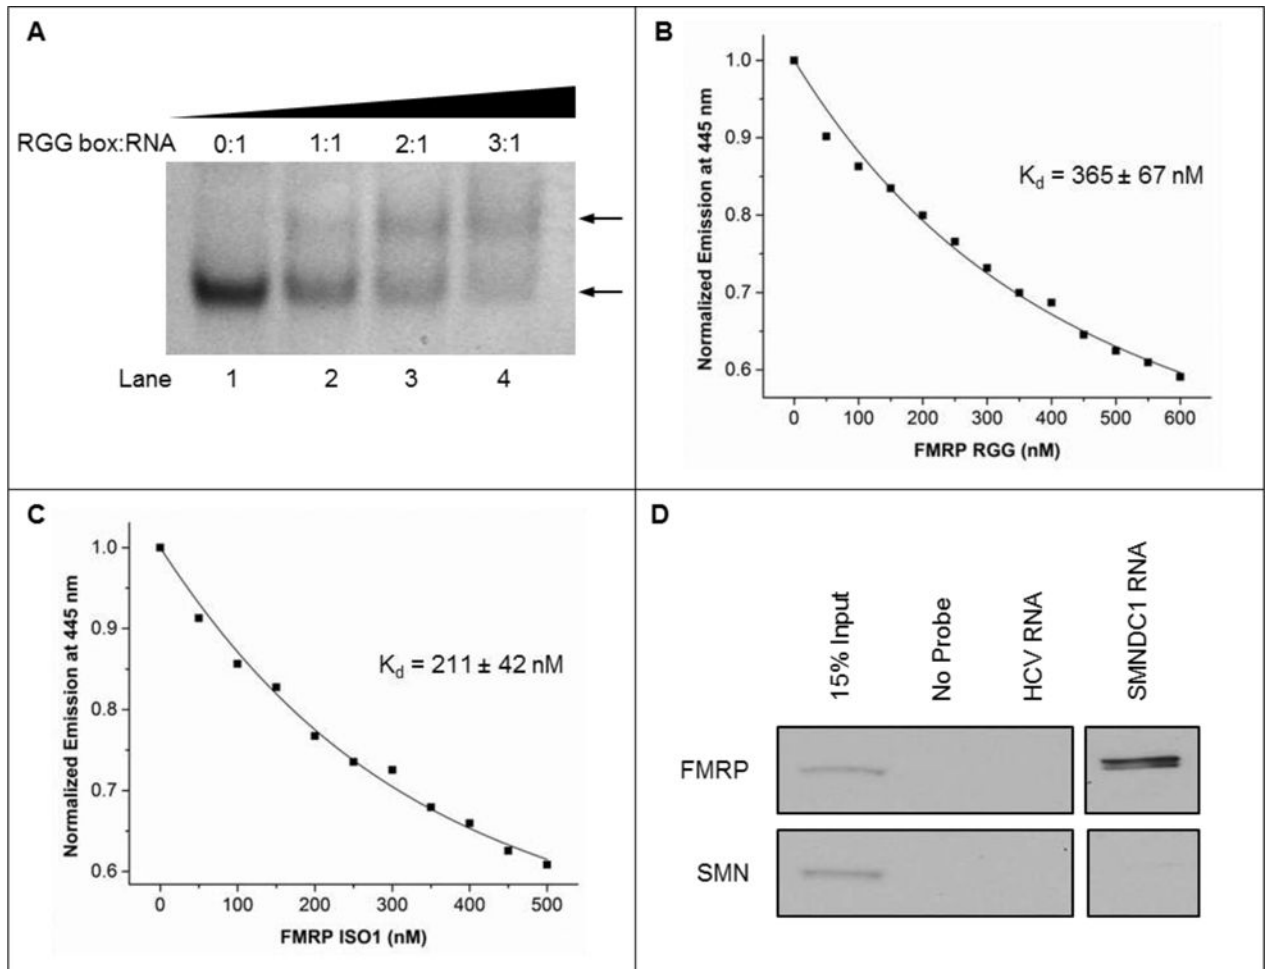 A
RGG box:RNA 0:1 1:1 2:1 3:1
Lane 1 2 3 4
B
Normalized Emission at 445 nm
1.0
0.9
0.8
0.7
0.6
K_d = 365 ± 67 nM
0 100 200 300 400 500 600
FMRP RGG (nM)
C
Normalized Emission at 445 nm
1.0
0.9
0.8
0.7
0.6
K_d = 211 ± 42 nM
0 100 200 300 400 500
FMRP ISO1 (nM)
D
15% Input
No Probe
HCV RNA
SMNDC1 RNA
FMRP
SMN